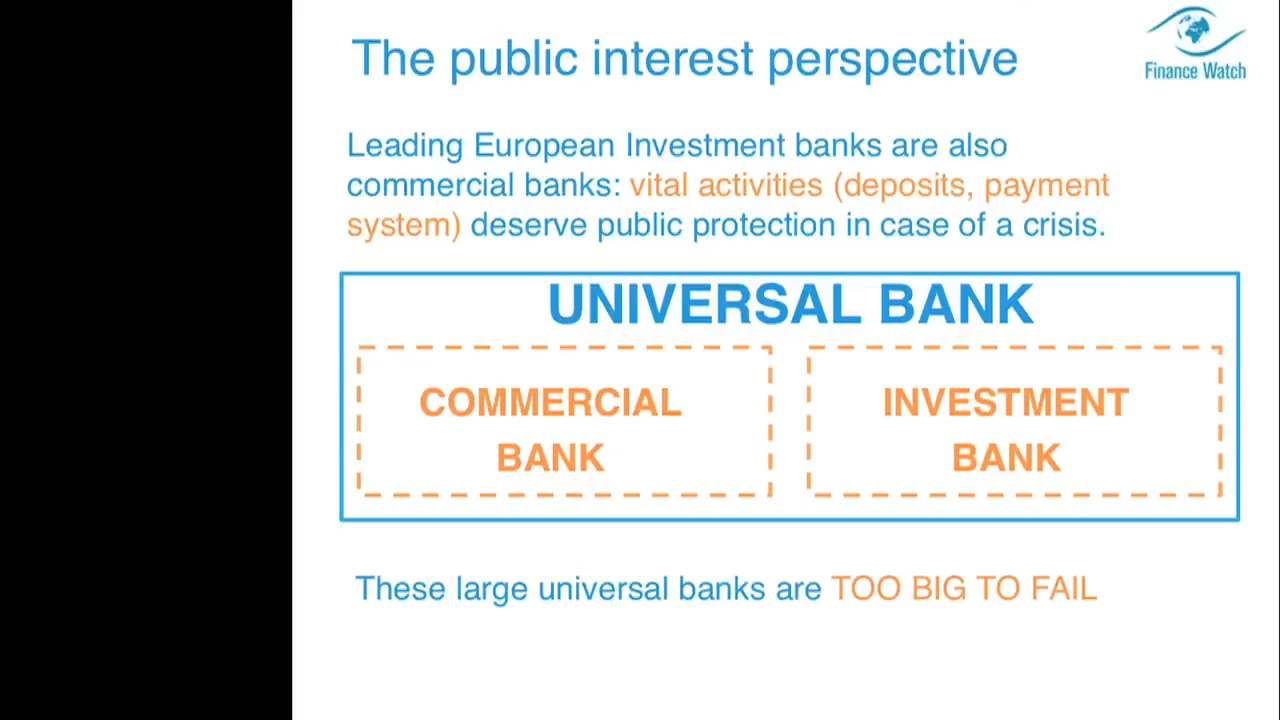 The public interest perspective
Finance Watch
Leading European Investment banks are also
commercial banks: vital activities (deposits, payment
system) deserve public protection in case of a crisis.
UNIVERSAL BANK
COMMERCIAL
BANK
INVESTMENT
BANK
These large universal banks are TOO BIG TO FAIL